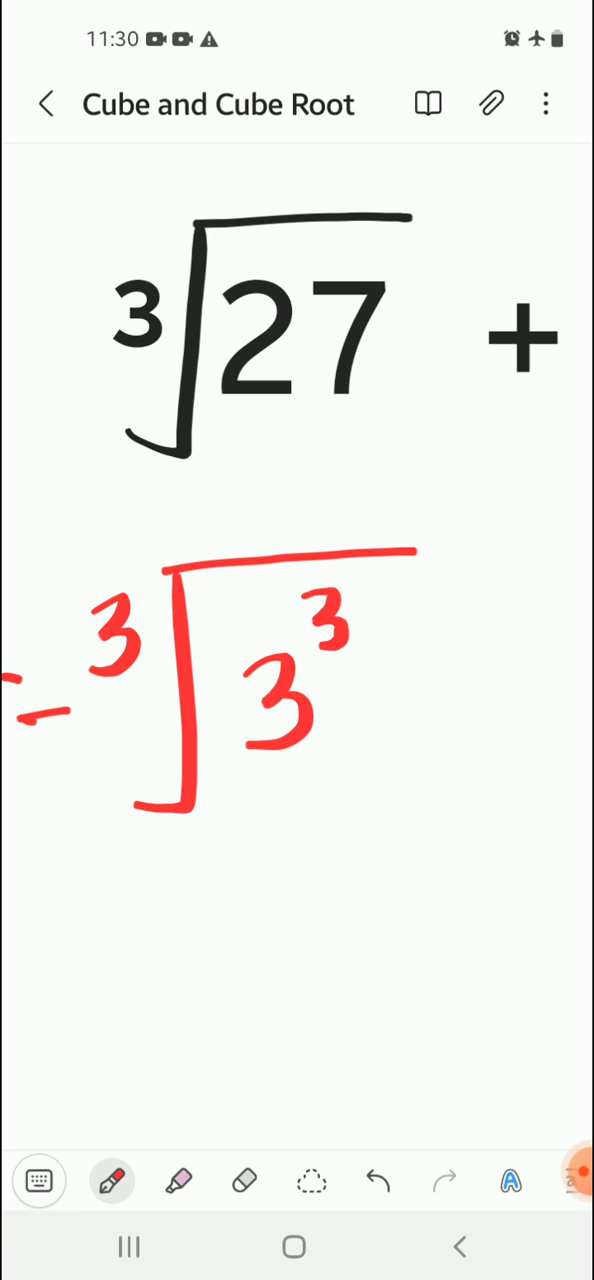 11:30
Cube and Cube Root
∛27 +
= ∛3³
A